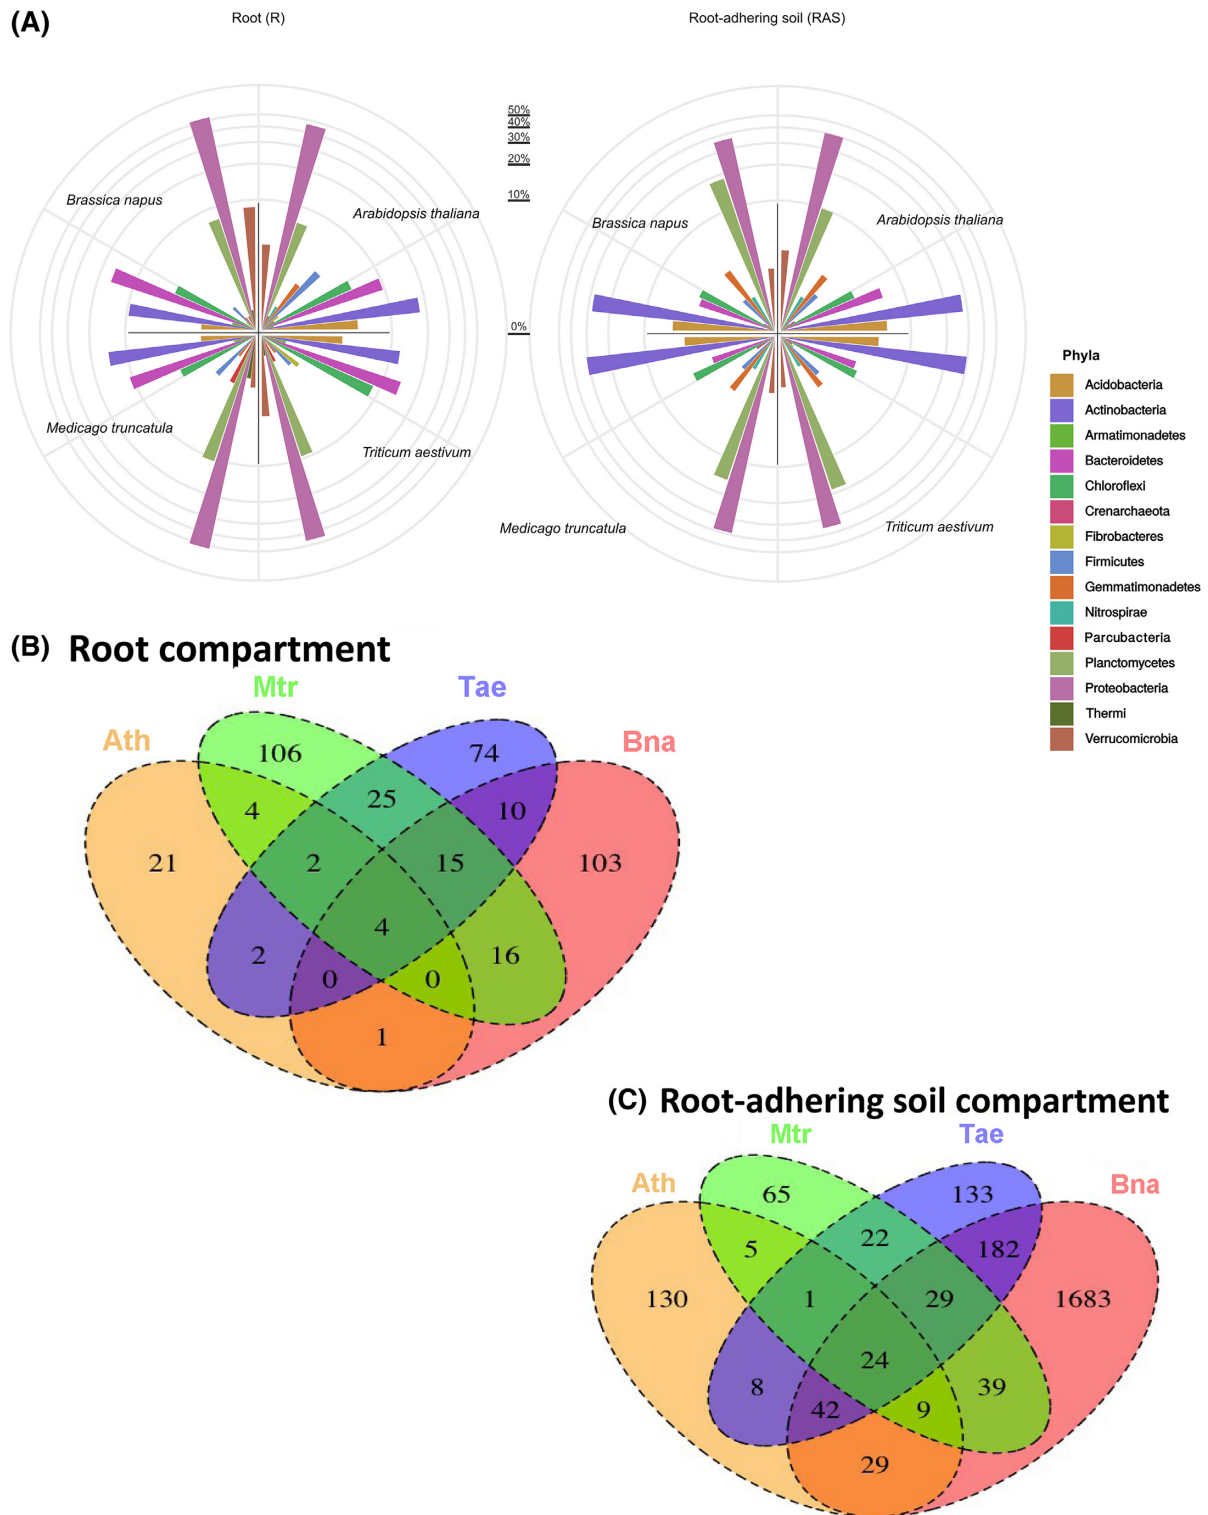 (A)
Root (R)
Root-adhering soil (RAS)
50%
40%
30%
20%
10%
0%
Brassica napus
Arabidopsis thaliana
Medicago truncatula
Triticum aestivum
Brassica napus
Arabidopsis thaliana
Medicago truncatula
Triticum aestivum
Phyla
Acidobacteria
Actinobacteria
Armatimonadetes
Bacteroidetes
Chloroflexi
Crenarchaeota
Fibrobacteres
Firmicutes
Gemmatimonadetes
Nitrospirae
Parcubacteria
Planctomycetes
Proteobacteria
Thermi
Verrucomicrobia
(B) Root compartment
Mtr
Tae
Ath
Bna
106
74
4
25
10
21
2
15
103
4
2
0
0
16
1
(C) Root-adhering soil compartment
Mtr
Tae
Ath
Bna
65
133
5
22
182
130
1
29
1683
24
8
42
9
39
29